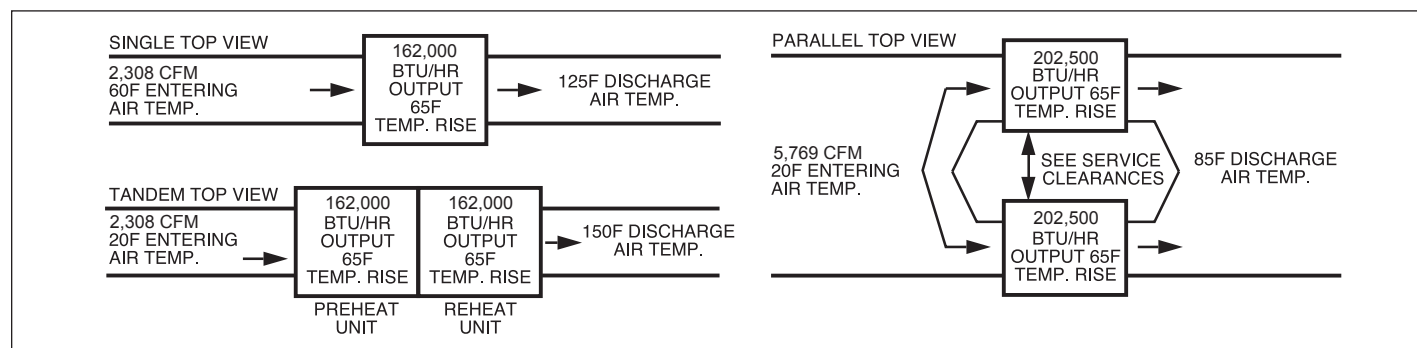 SINGLE TOP VIEW
2,308 CFM
60F ENTERING
AIR TEMP.
162,000
BTU/HR
OUTPUT
65F
TEMP. RISE
125F DISCHARGE
AIR TEMP.
TANDEM TOP VIEW
2,308 CFM
20F ENTERING
AIR TEMP.
162,000
BTU/HR
OUTPUT
65F
TEMP. RISE
PREHEAT
UNIT
162,000
BTU/HR
OUTPUT
65F
TEMP. RISE
REHEAT
UNIT
150F DISCHARGE
AIR TEMP.
PARALLEL TOP VIEW
5,769 CFM
20F ENTERING
AIR TEMP.
202,500
BTU/HR
OUTPUT 65F
TEMP. RISE
SEE SERVICE
CLEARANCES
202,500
BTU/HR
OUTPUT 65F
TEMP. RISE
85F DISCHARGE
AIR TEMP.